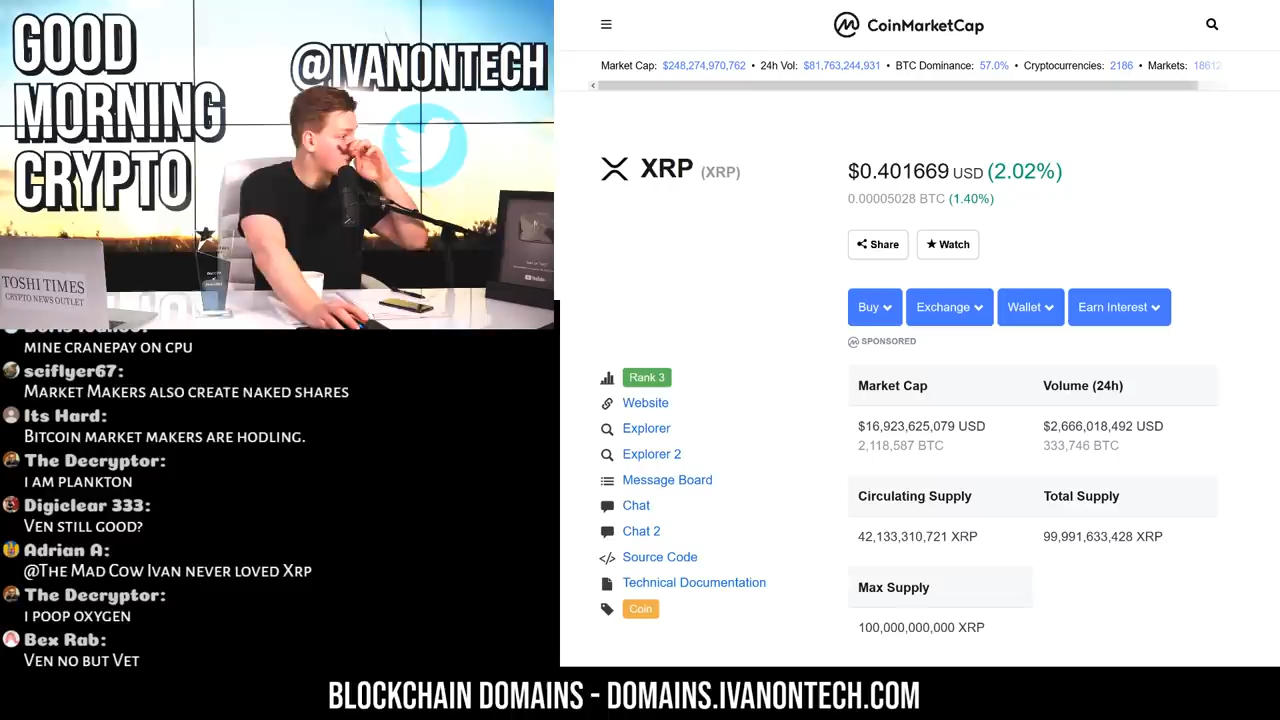 GOOD
MORNING
CRYPTO
@IVANONTECH
TOSHI TIMES
CRYPTO NEWS OUTLET
YouTube
MINE CRANEPAY ON CPU
sciflyer67:
MARKET MAKERS ALSO CREATE NAKED SHARES
Its Hard:
BITCOIN MARKET MAKERS ARE HODLING.
The Decryptor:
I AM PLANKTON
Digiclear 333:
VEN STILL GOOD?
Adrian A:
@THE MAD COW IVAN NEVER LOVED XRP
The Decryptor:
I POOP OXYGEN
Bex Rab:
VEN NO BUT VET
CoinMarketCap
Market Cap: $248,274,970,762 • 24h Vol: $81,763,244,931 • BTC Dominance: 57.0% • Cryptocurrencies: 2186 • Markets: 18612
XRP (XRP)
$0.401669 USD (2.02%)
0.00005028 BTC (1.40%)
Share Watch
Buy Exchange Wallet Earn Interest
SPONSORED
Rank 3
Website
Explorer
Explorer 2
Message Board
Chat
Chat 2
Source Code
Technical Documentation
Coin
Market Cap Volume (24h)
$16,923,625,079 USD $2,666,018,492 USD
2,118,587 BTC 333,746 BTC
Circulating Supply Total Supply
42,133,310,721 XRP 99,991,633,428 XRP
Max Supply
100,000,000,000 XRP
BLOCKCHAIN DOMAINS - DOMAINS.IVANONTECH.COM